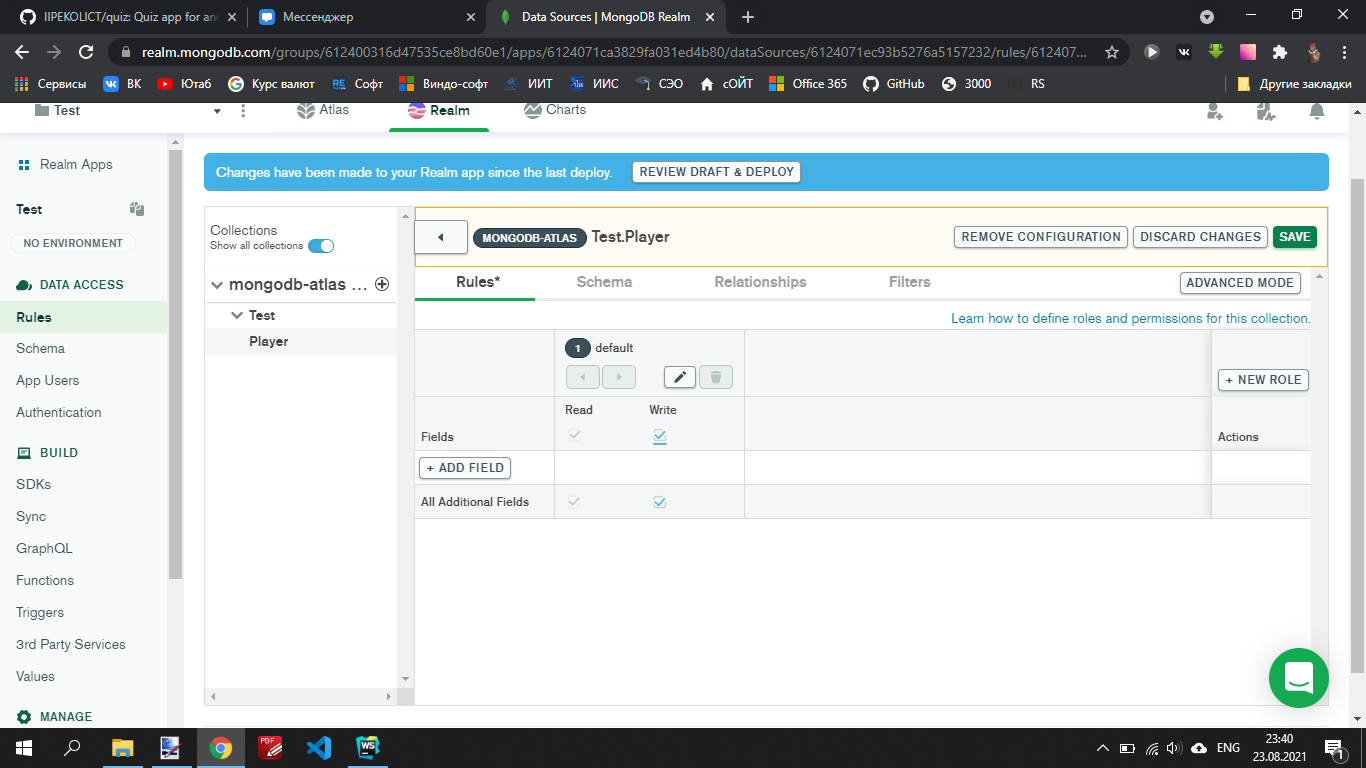 IIPEKOLICT/quiz: Quiz app for an
Мессенджер
Data Sources | MongoDB Realm
realm.mongodb.com/groups/612400316d47535ce8bd60e1/apps/6124071ca3829fa031ed4b80/dataSources/6124071ec93b5276a5157232/rules/612407...
Сервисы
ВК
Ютаб
Курс валют
RE Софт
Виндо-софт
ИИТ
ИИС
СЭО
сОЙТ
Office 365
GitHub
3000
RS
Другие закладки
Test
Atlas
Realm
Charts
Realm Apps
Test
NO ENVIRONMENT
DATA ACCESS
Rules
Schema
App Users
Authentication
BUILD
SDKs
Sync
GraphQL
Functions
Triggers
3rd Party Services
Values
MANAGE
Changes have been made to your Realm app since the last deploy.
REVIEW DRAFT & DEPLOY
Collections
Show all collections
mongodb-atlas ...
Test
Player
MONGODB-ATLAS Test.Player
REMOVE CONFIGURATION
DISCARD CHANGES
SAVE
Rules*
Schema
Relationships
Filters
ADVANCED MODE
Learn how to define roles and permissions for this collection.
1 default
+ NEW ROLE
Read
Write
Fields
Actions
+ ADD FIELD
All Additional Fields
PDF
WS
ENG
23:40
23.08.2021
1